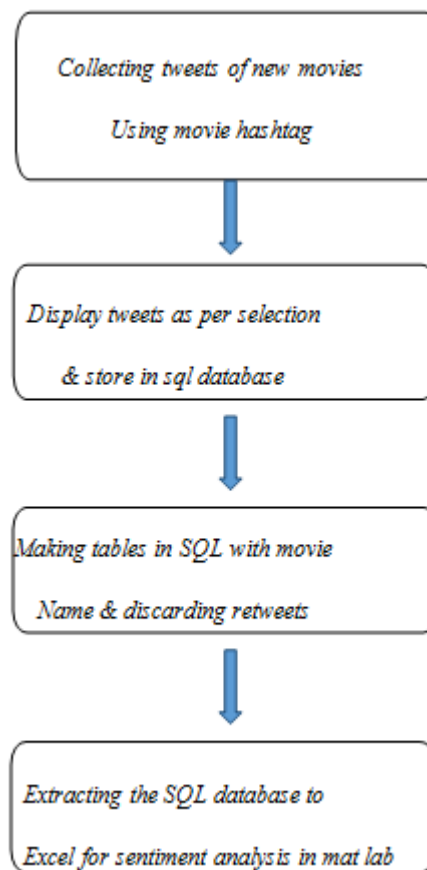 Collecting tweets of new movies
Using movie hashtag
Display tweets as per selection
& store in sql database
Making tables in SQL with movie
Name & discarding retweets
Extracting the SQL database to
Excel for sentiment analysis in mat lab